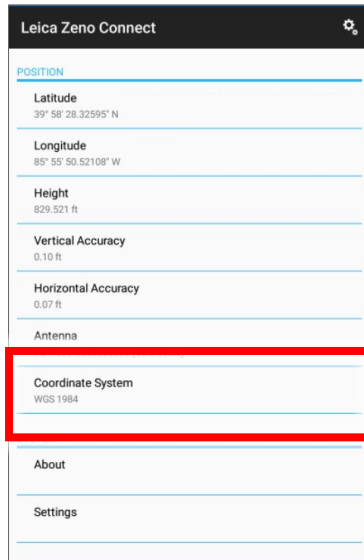 Leica Zeno Connect
POSITION
Latitude
39° 58' 28.32595" N
Longitude
85° 55' 50.52108" W
Height
829.521 ft
Vertical Accuracy
0.10 ft
Horizontal Accuracy
0.07 ft
Antenna
Coordinate System
WGS 1984
About
Settings